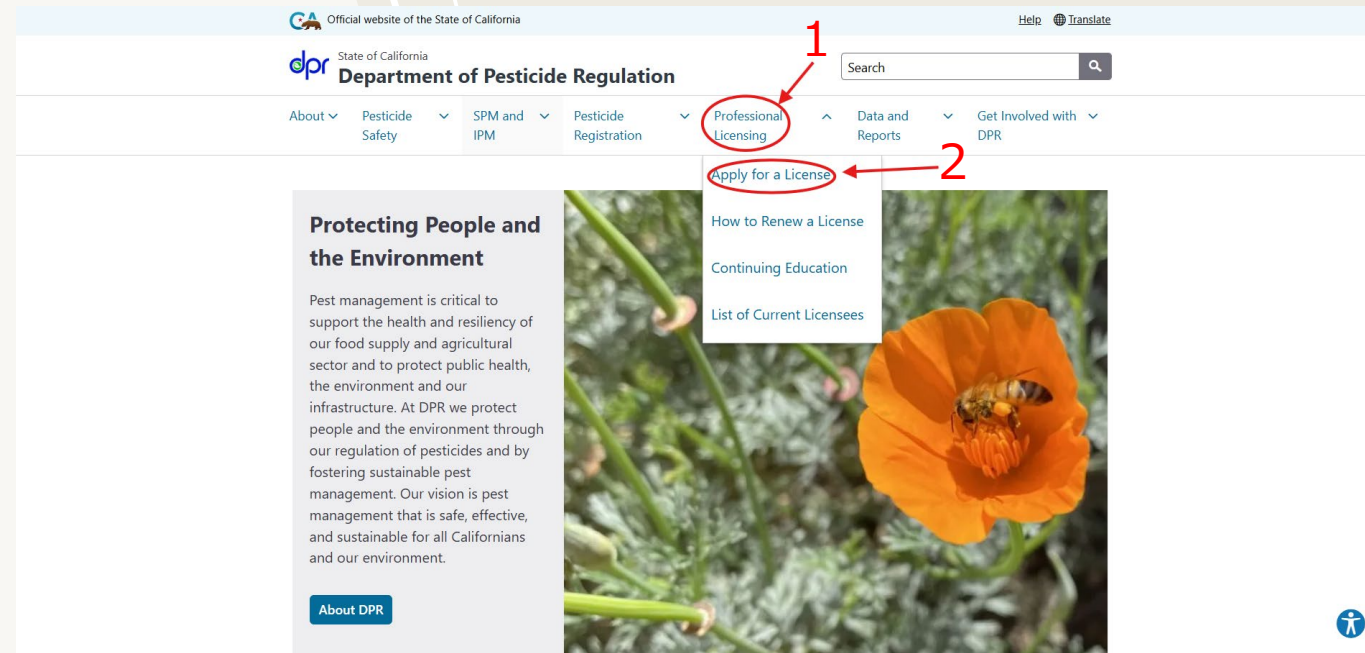 Official website of the State of California
Help Translate
1
dpr State of California
Department of Pesticide Regulation
Search
About Pesticide Safety SPM and IPM Pesticide Registration Professional Licensing Data and Reports Get Involved with DPR
Apply for a License
2
How to Renew a License
Continuing Education
List of Current Licensees
Protecting People and
the Environment
Pest management is critical to
support the health and resiliency of
our food supply and agricultural
sector and to protect public health,
the environment and our
infrastructure. At DPR we protect
people and the environment through
our regulation of pesticides and by
fostering sustainable pest
management. Our vision is pest
management that is safe, effective,
and sustainable for all Californians
and our environment.
About DPR